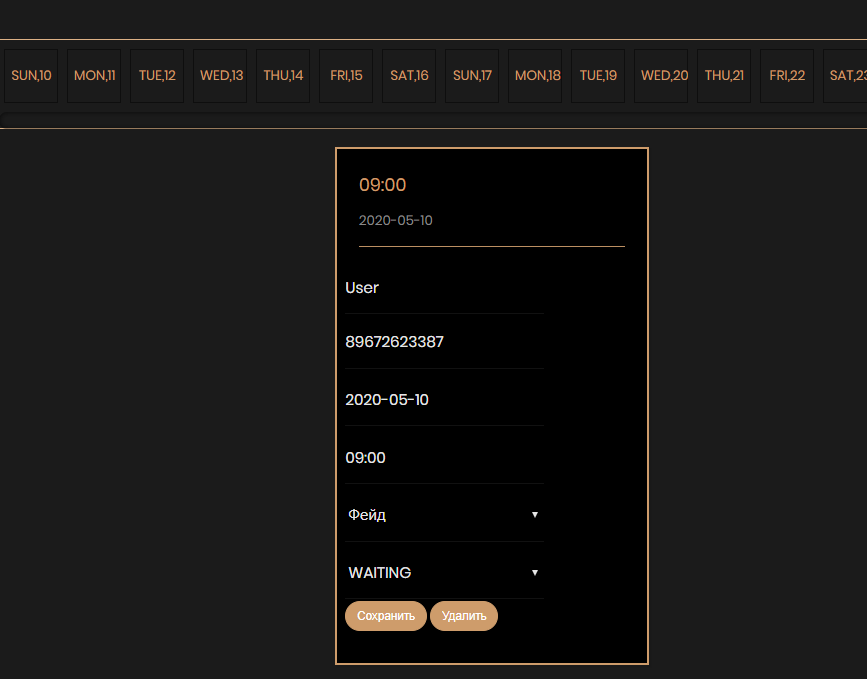 SUN,10 MON,11 TUE,12 WED,13 THU,14 FRI,15 SAT,16 SUN,17 MON,18 TUE,19 WED,20 THU,21 FRI,22 SAT,23
09:00
2020-05-10
User
89672623387
2020-05-10
09:00
Фейд
WAITING
Сохранить Удалить